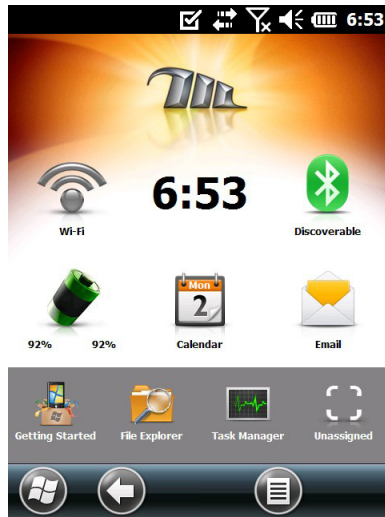 6:53
6:53
Wi-Fi
Discoverable
Mon
2
92% 92%
Calendar
Email
Getting Started
File Explorer
Task Manager
Unassigned